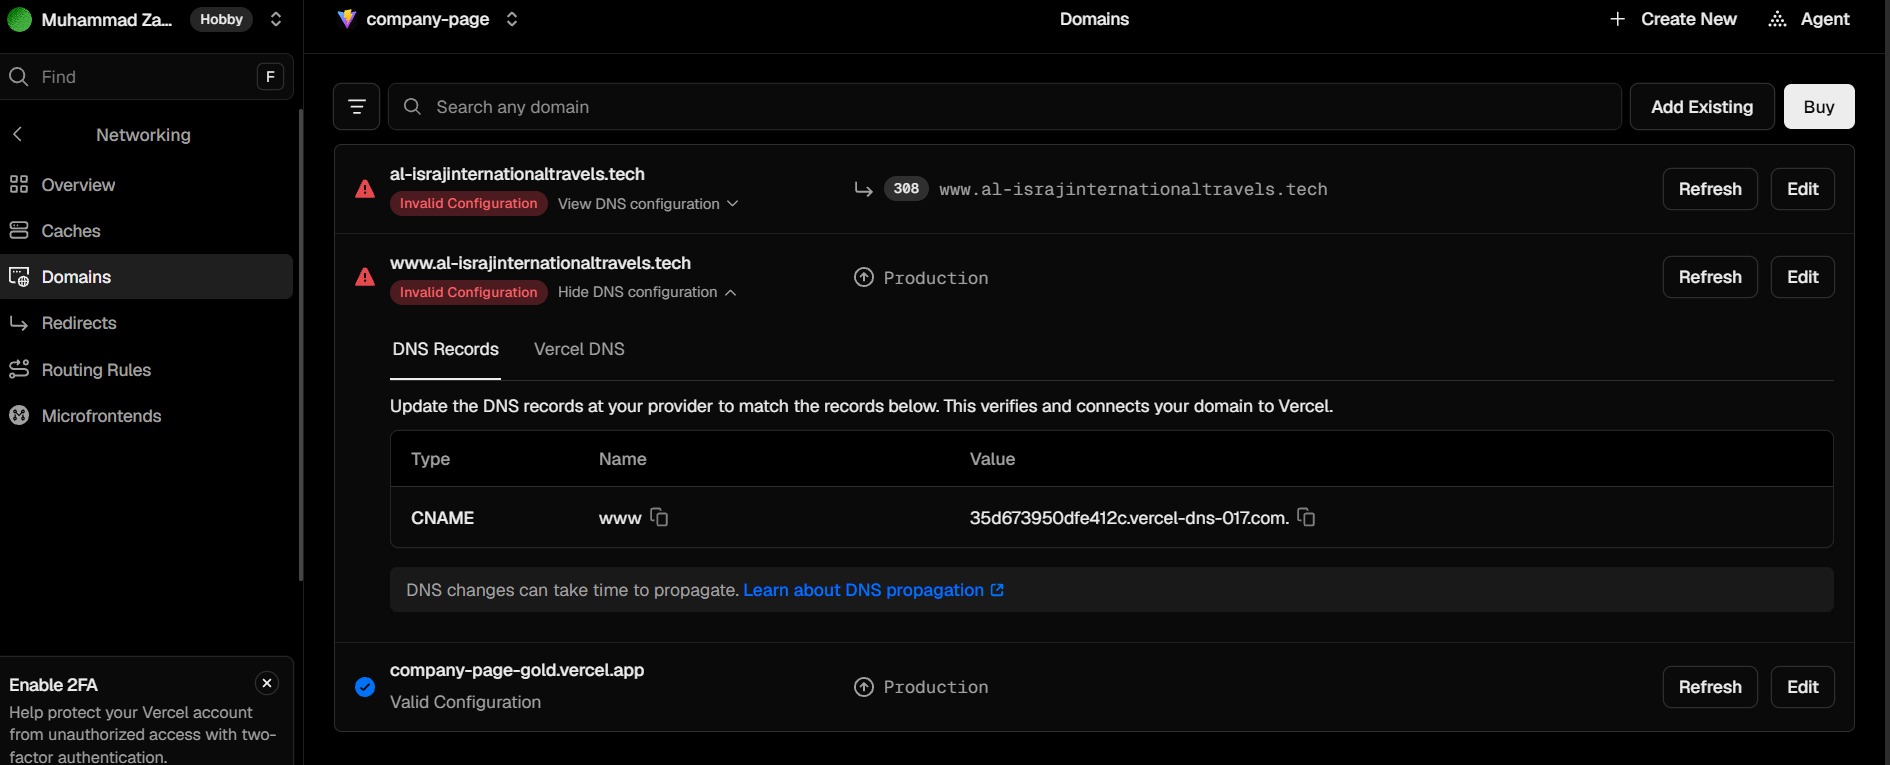 Muhammad Za...
Hobby
company-page
Domains
Create New
Agent
Find
F
Search any domain
Add Existing
Buy
Networking
Overview
Caches
Domains
Redirects
Routing Rules
Microfrontends
al-israjinternationaltravels.tech
Invalid Configuration
View DNS configuration
308
www.al-israjinternationaltravels.tech
Refresh
Edit
www.al-israjinternationaltravels.tech
Invalid Configuration
Hide DNS configuration
Production
Refresh
Edit
DNS Records
Vercel DNS
Update the DNS records at your provider to match the records below. This verifies and connects your domain to Vercel.
Type Name Value
CNAME www 35d673950dfe412c.vercel-dns-017.com.
DNS changes can take time to propagate. Learn about DNS propagation
company-page-gold.vercel.app
Valid Configuration
Production
Refresh
Edit
Enable 2FA
Help protect your Vercel account
from unauthorized access with two-
factor authentication.